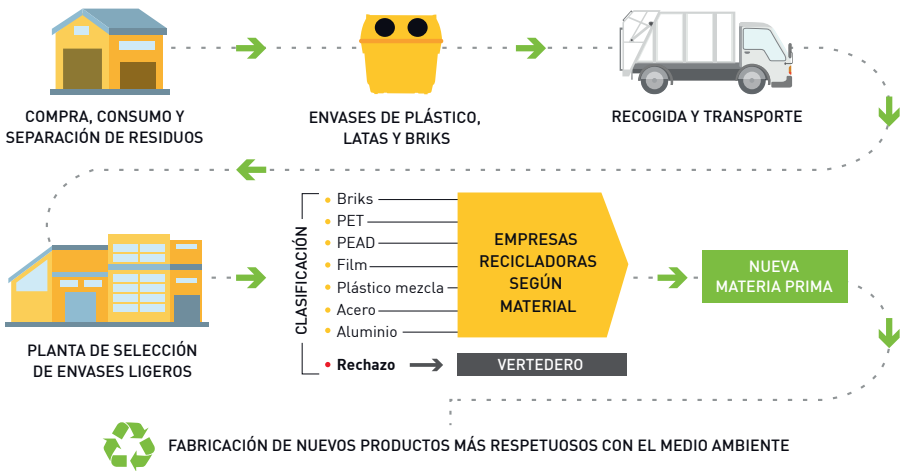 COMPRA, CONSUMO Y
SEPARACIÓN DE RESIDUOS
ENVASES DE PLÁSTICO,
LATAS Y BRIKS
RECOGIDA Y TRANSPORTE
PLANTA DE SELECCIÓN
DE ENVASES LIGEROS
CLASIFICACIÓN
Briks
PET
PEAD
Film
Plástico mezcla
Acero
Aluminio
Rechazo
EMPRESAS
RECICLADORAS
SEGÚN
MATERIAL
VERTEDERO
NUEVA
MATERIA PRIMA
FABRICACIÓN DE NUEVOS PRODUCTOS MÁS RESPETUOSOS CON EL MEDIO AMBIENTE